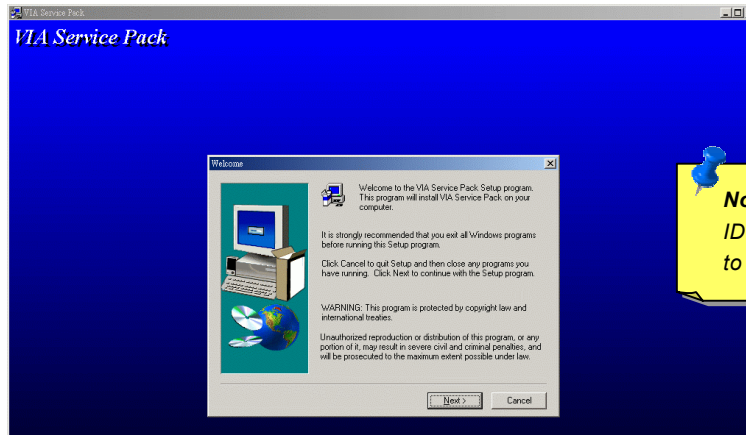 VIA Service Pack
VIA Service Pack
Welcome
Welcome to the VIA Service Pack Setup program.
This program will install VIA Service Pack on your
computer.
It is strongly recommended that you exit all Windows programs
before running this Setup program.
Click Cancel to quit Setup and then close any programs you
have running. Click Next to continue with the Setup program.
WARNING: This program is protected by copyright law and
international treaties.
Unauthorized reproduction or distribution of this program, or any
portion of it, may result in severe civil and criminal penalties, and
will be prosecuted to the maximum extent possible under law.
Next >
Cancel
No
ID
to